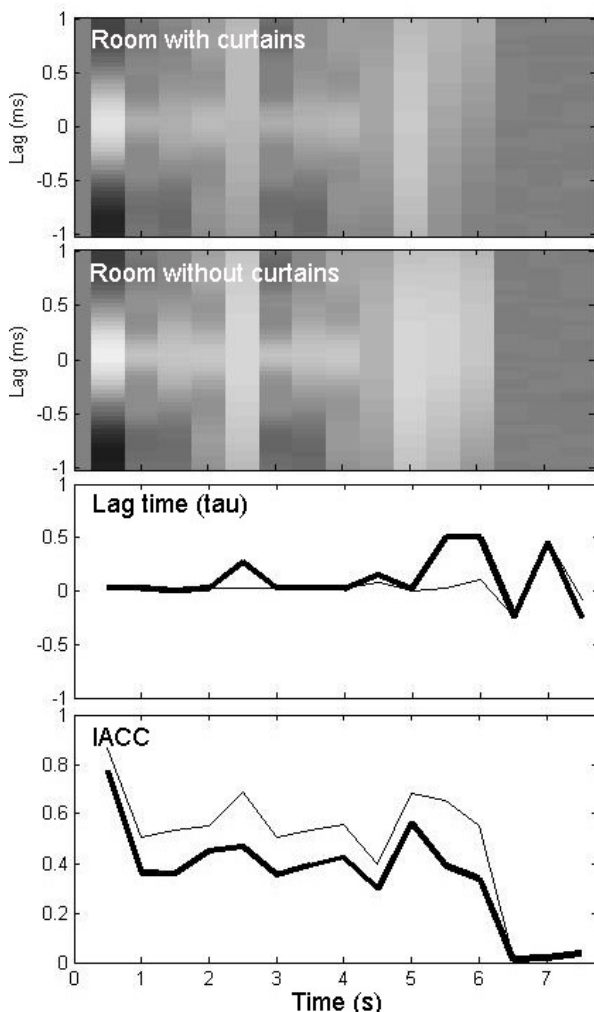 1
Room with curtains
0.5
Lag (ms)
0
-0.5
-1
1
Room without curtains
0.5
Lag (ms)
0
-0.5
-1
1
Lag time (tau)
0.5
0
-0.5
-1
1
IACC
0.8
0.6
0.4
0.2
0
0 1 2 3 4 5 6 7
Time (s)